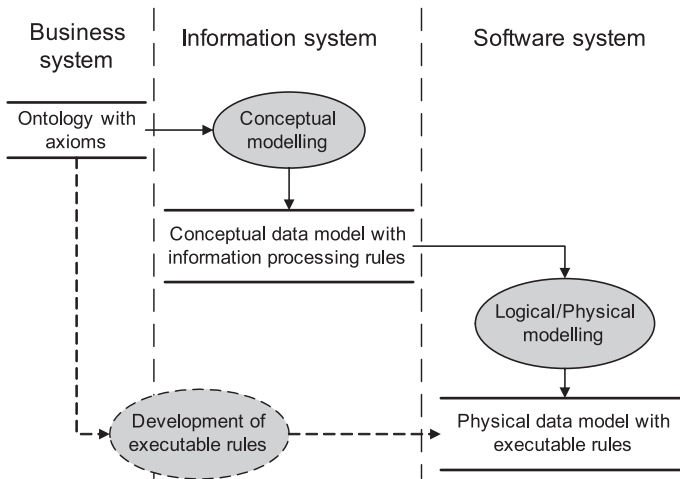 Business
system
Information system
Software system
Ontology with
axioms
Conceptual
modelling
Conceptual data model with
information processing rules
Logical/Physical
modelling
Development of
executable rules
Physical data model with
executable rules